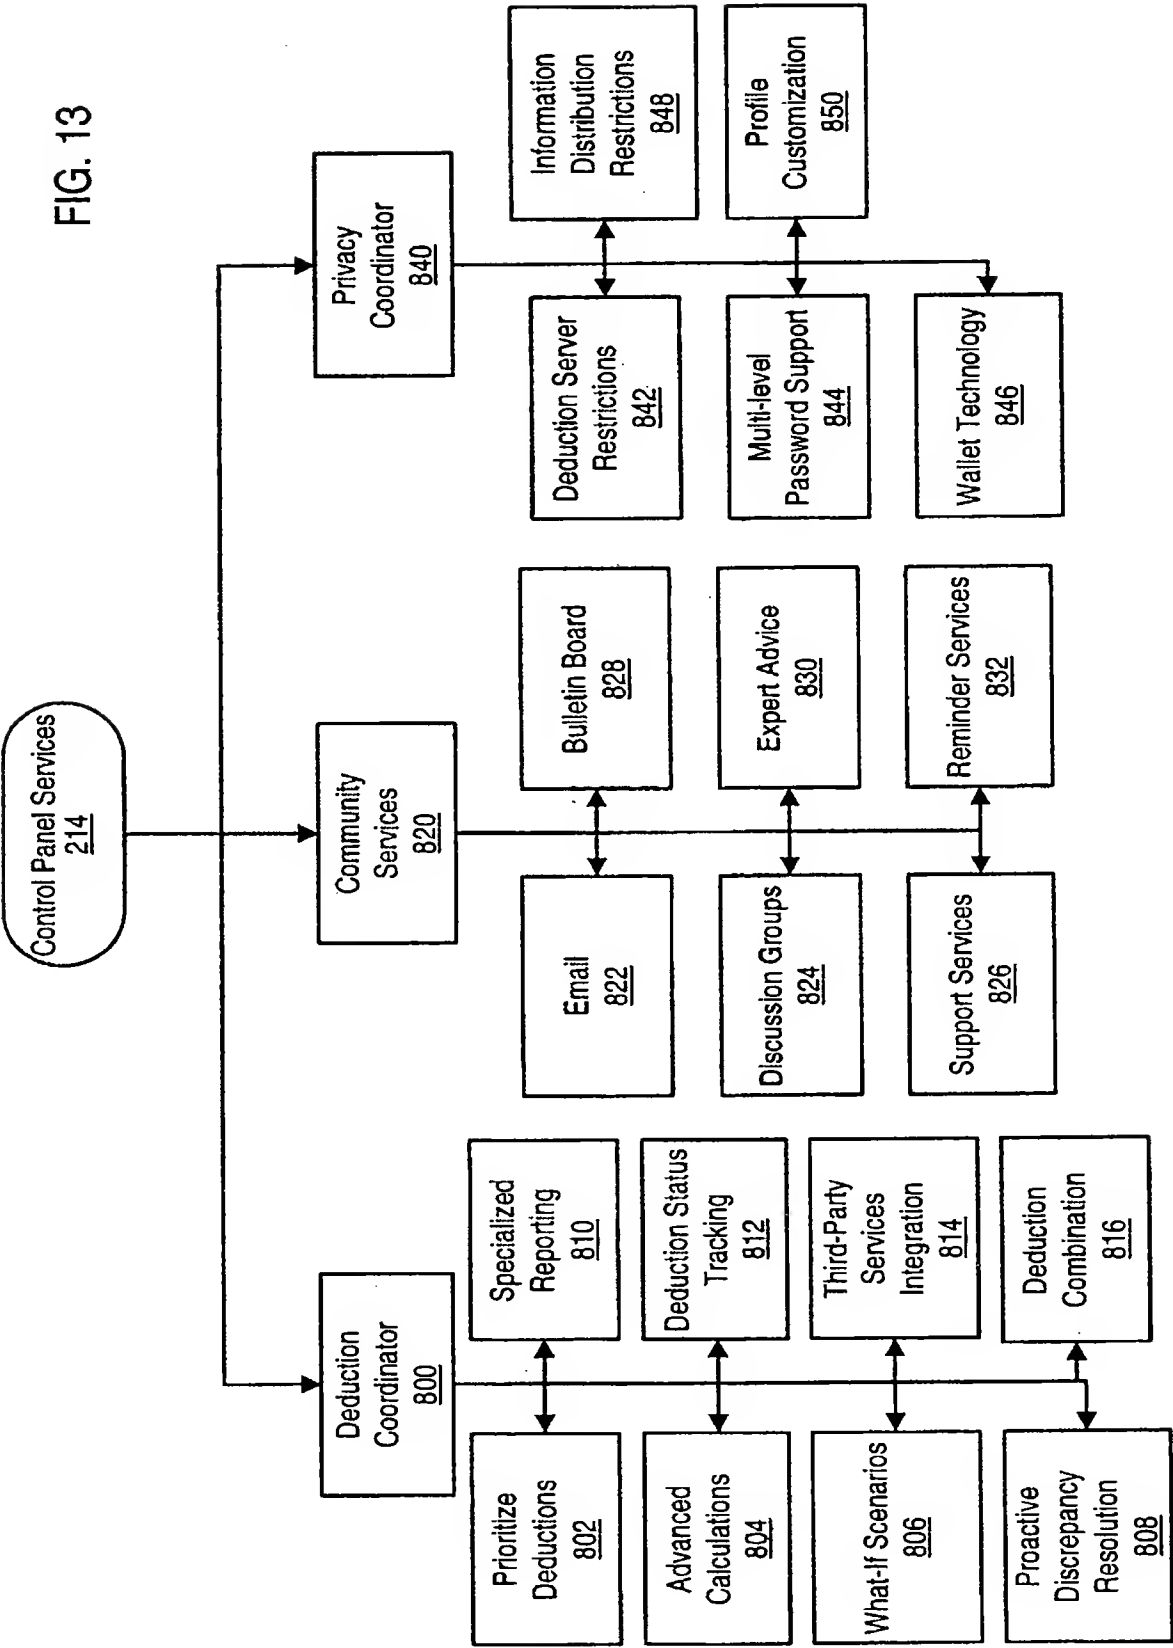 FIG. 13
Control Panel Services
214
Deduction
Coordinator
800
Community
Services
820
Privacy
Coordinator
840
Prioritize
Deductions
802
Specialized
Reporting
810
Advanced
Calculations
804
Deduction Status
Tracking
812
What-If Scenarios
806
Third-Party
Services
Integration
814
Proactive
Discrepancy
Resolution
808
Deduction
Combination
816
Email
822
Bulletin Board
828
Discussion Groups
824
Expert Advice
830
Support Services
826
Reminder Services
832
Deduction Server
Restrictions
842
Information
Distribution
Restrictions
848
Multi-level
Password Support
844
Profile
Customization
850
Wallet Technology
846